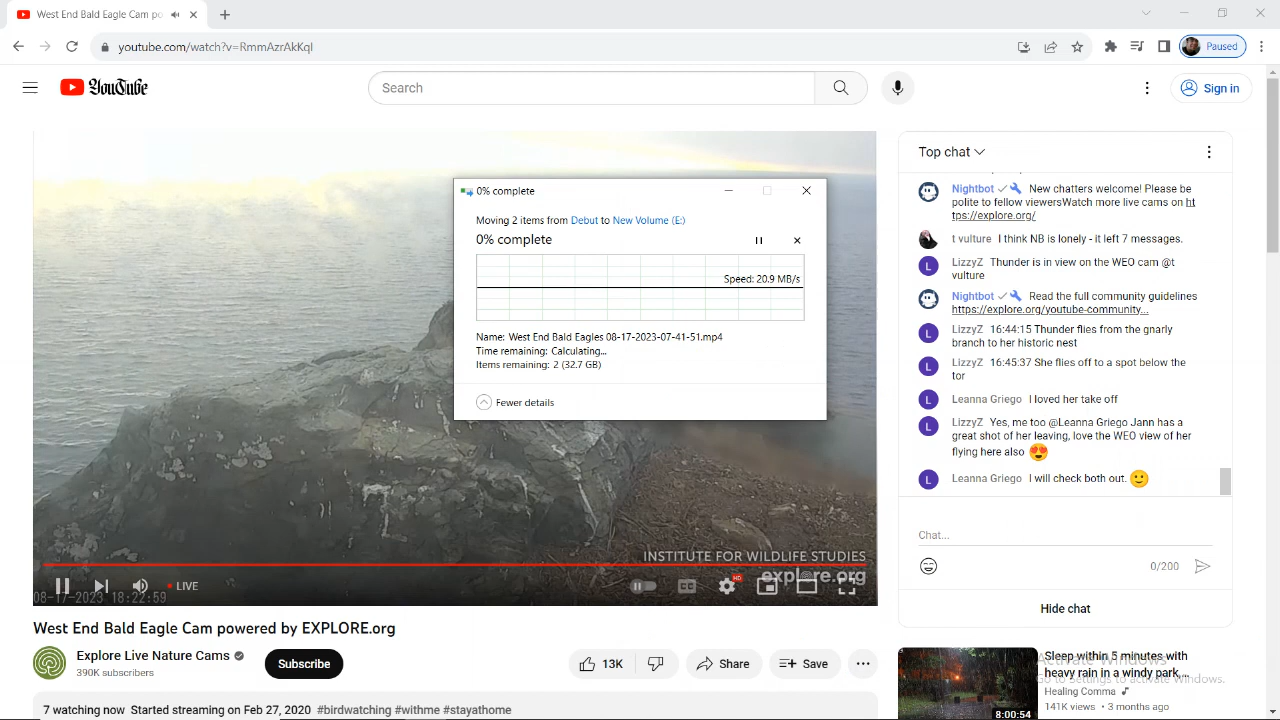 West End Bald Eagle Cam po
youtube.com/watch?v=RmmAzrAkKqI
Paused
YouTube
Search
Sign in
0% complete
Moving 2 items from Debut to New Volume (E:)
0% complete
Speed: 20.9 MB/s
Name: West End Bald Eagles 08-17-2023-07-41-51.mp4
Time remaining: Calculating...
Items remaining: 2 (32.7 GB)
Fewer details
INSTITUTE FOR WILDLIFE STUDIES
explore.org
LIVE
HD
CC
08-17-2023 18:22:59
West End Bald Eagle Cam powered by EXPLORE.org
Explore Live Nature Cams
390K subscribers
Subscribe
13K
Share
Save
7 watching now Started streaming on Feb 27, 2020 #birdwatching #withme #stayathome
Top chat
Nightbot New chatters welcome! Please be
polite to fellow viewersWatch more live cams on ht
tps://explore.org/
t vulture I think NB is lonely - it left 7 messages.
L
LizzyZ Thunder is in view on the WEO cam @t
vulture
Nightbot Read the full community guidelines
https://explore.org/youtube-community...
L
LizzyZ 16:44:15 Thunder flies from the gnarly
branch to her historic nest
L
LizzyZ 16:45:37 She flies off to a spot below the
tor
L
Leanna Griego I loved her take off
L
LizzyZ Yes, me too @Leanna Griego Jann has a
great shot of her leaving, love the WEO view of her
flying here also 😍
L
Leanna Griego I will check both out. 🙂
Chat...
0/200
Hide chat
Sleep within 5 minutes with
heavy rain in a windy park,...
Healing Comma
141K views • 3 months ago
8:00:54
Activate Windows
Go to Settings to activate Windows.